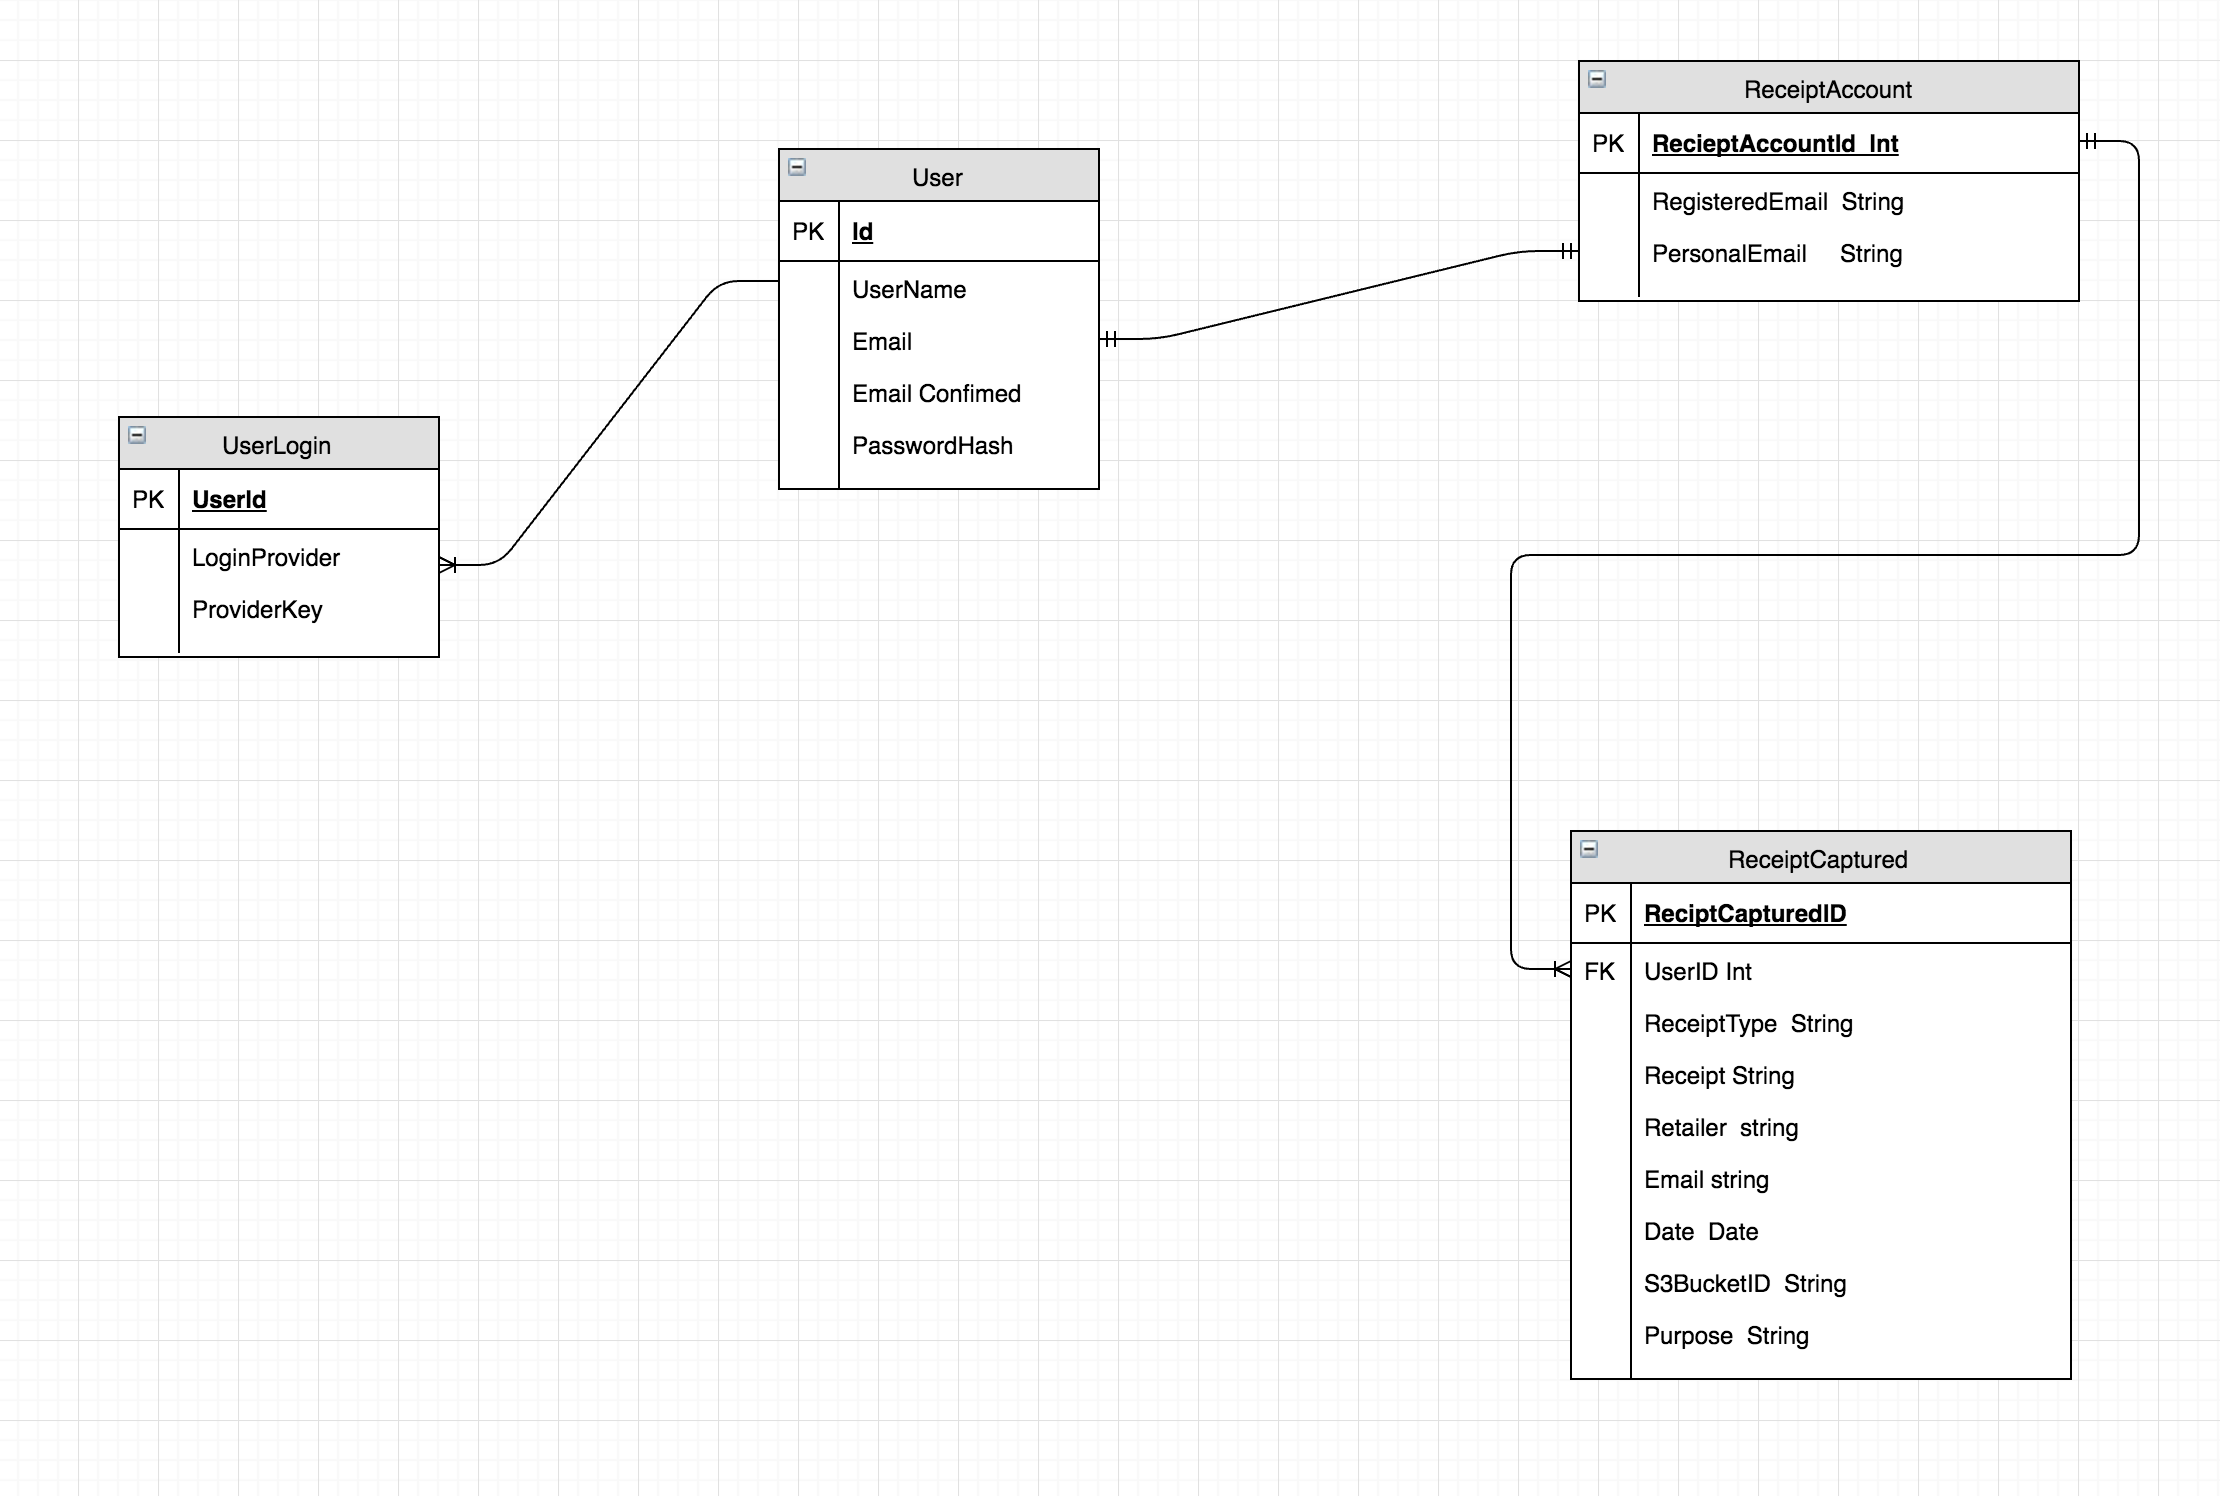 UserLogin
PK UserId
LoginProvider
ProviderKey
User
PK Id
UserName
Email
Email Confimed
PasswordHash
ReceiptAccount
PK RecieptAccountId Int
RegisteredEmail String
PersonalEmail String
ReceiptCaptured
PK ReciptCapturedID
FK UserID Int
ReceiptType String
Receipt String
Retailer string
Email string
Date Date
S3BucketID String
Purpose String